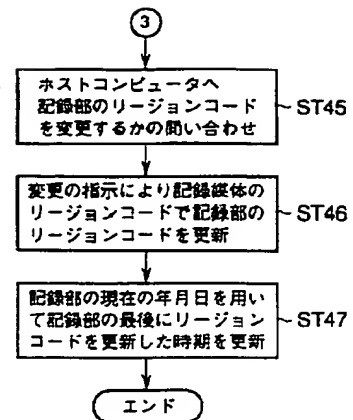 3
ホストコンピュータへ
記録部のリージョンコード
を変更するかの問い合わせ
ST45
変更の指示により記録媒体の
リージョンコードで記録部の
リージョンコードを更新
ST46
記録部の現在の年月日を用い
て記録部の最後にリージョン
コードを更新した時期を更新
ST47
エンド